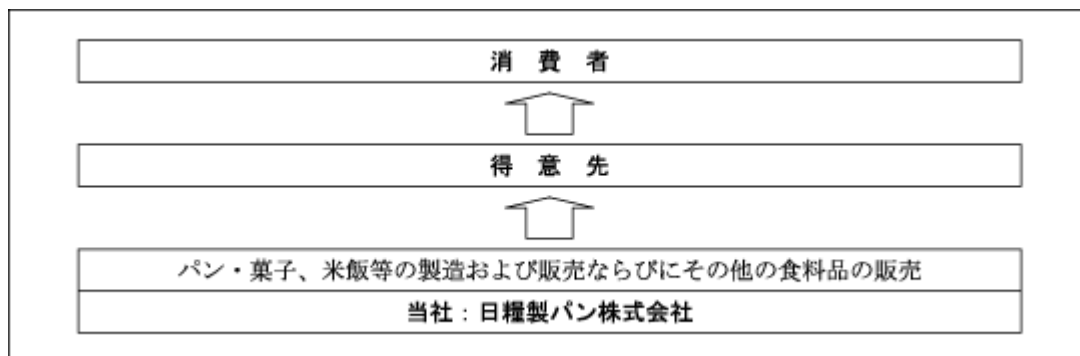 消 費 者
得 意 先
パン・菓子、米飯等の製造および販売ならびにその他の食料品の販売
当社：日糧製パン株式会社